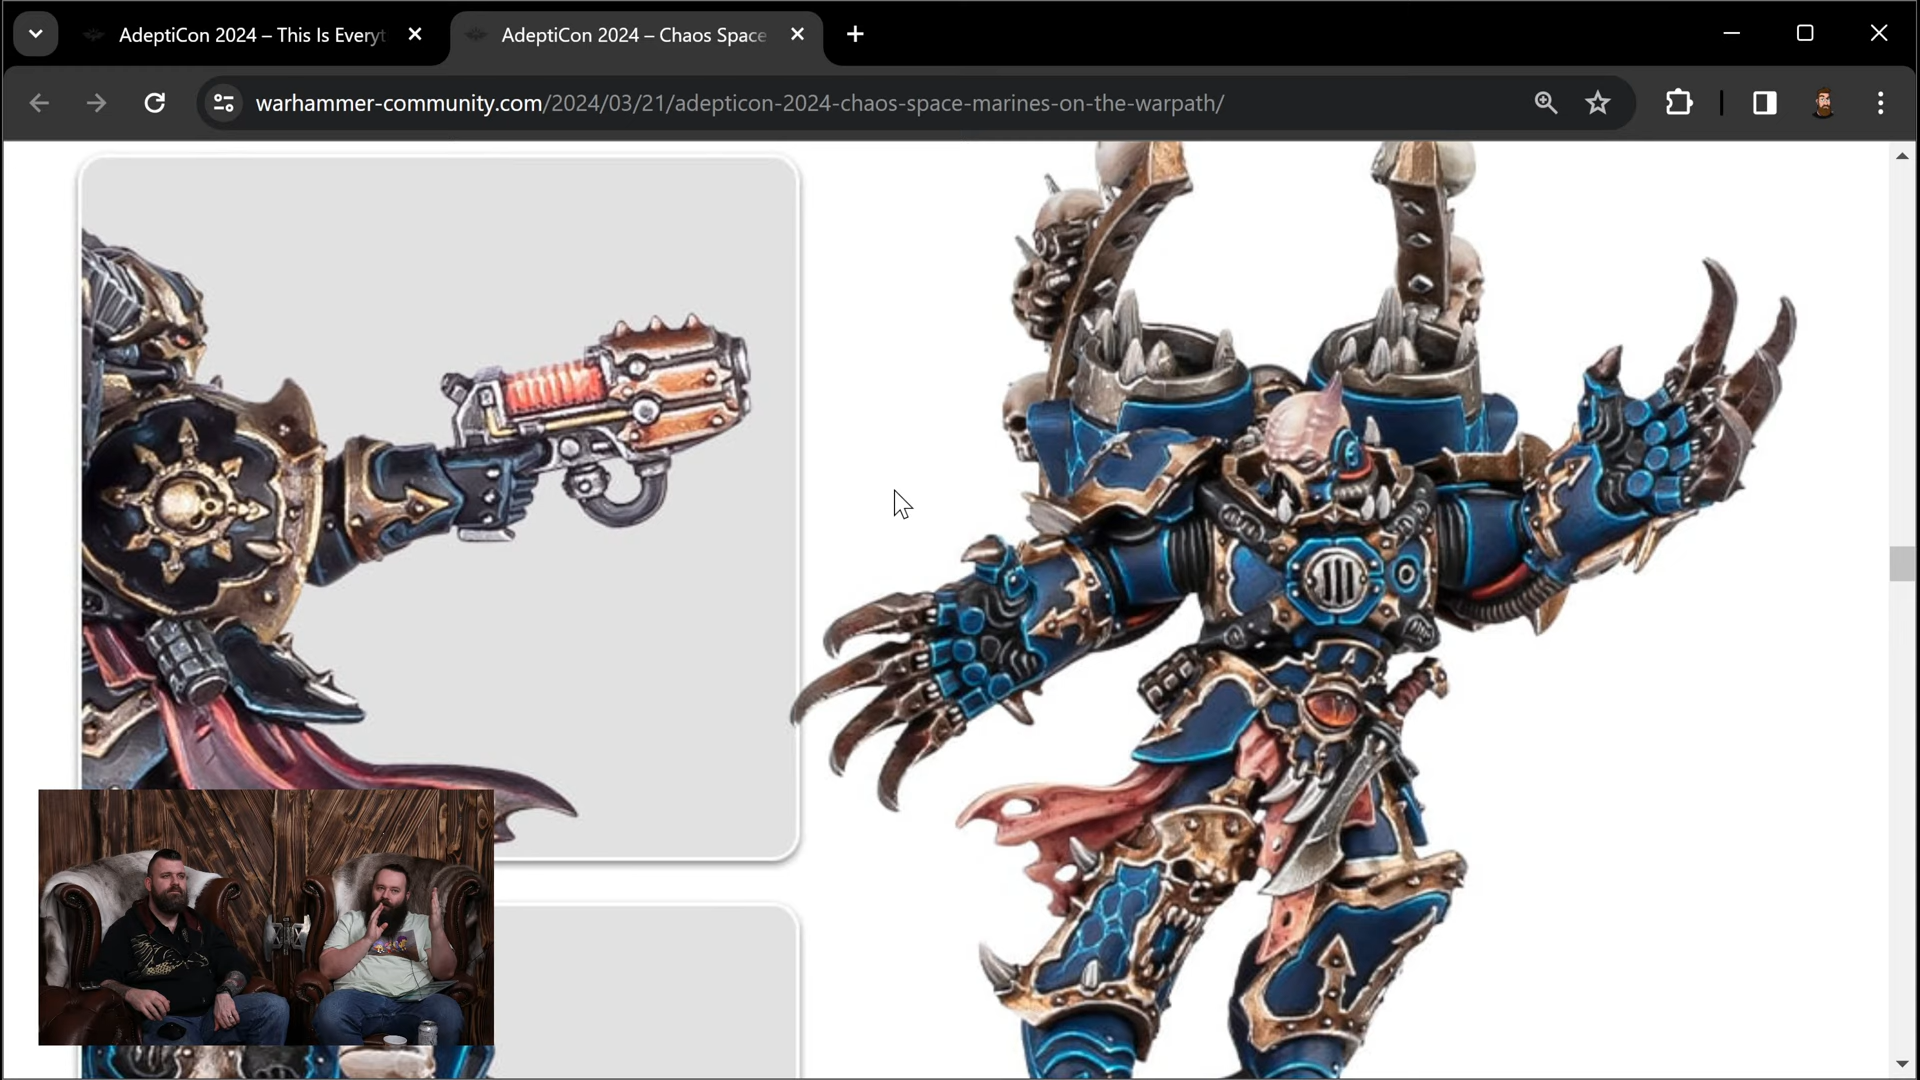 AdeptiCon 2024 – This Is Everyt
AdeptiCon 2024 – Chaos Space
warhammer-community.com/2024/03/21/adepticon-2024-chaos-space-marines-on-the-warpath/